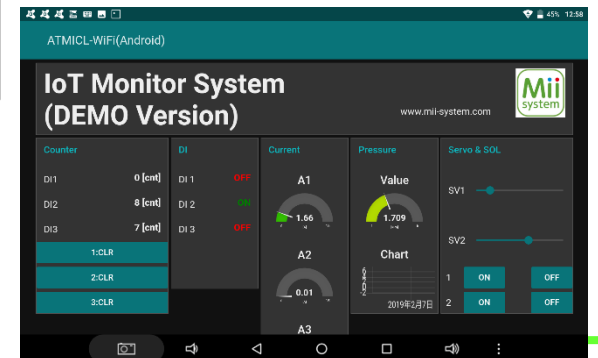 45% 12:58
ATMICL-WiFi(Android)
IoT Monitor System
(DEMO Version)
www.mii-system.com
Mii
system
Counter
DI1 0 [cnt]
DI2 8 [cnt]
DI3 7 [cnt]
1:CLR
2:CLR
3:CLR
DI
DI 1 OFF
DI 2 ON
DI 3 OFF
Current
A1
1.66
A2
0.01
A3
Pressure
Value
1.709
Chart
2019年2月7日
Servo & SOL
SV1
SV2
1 ON OFF
2 ON OFF